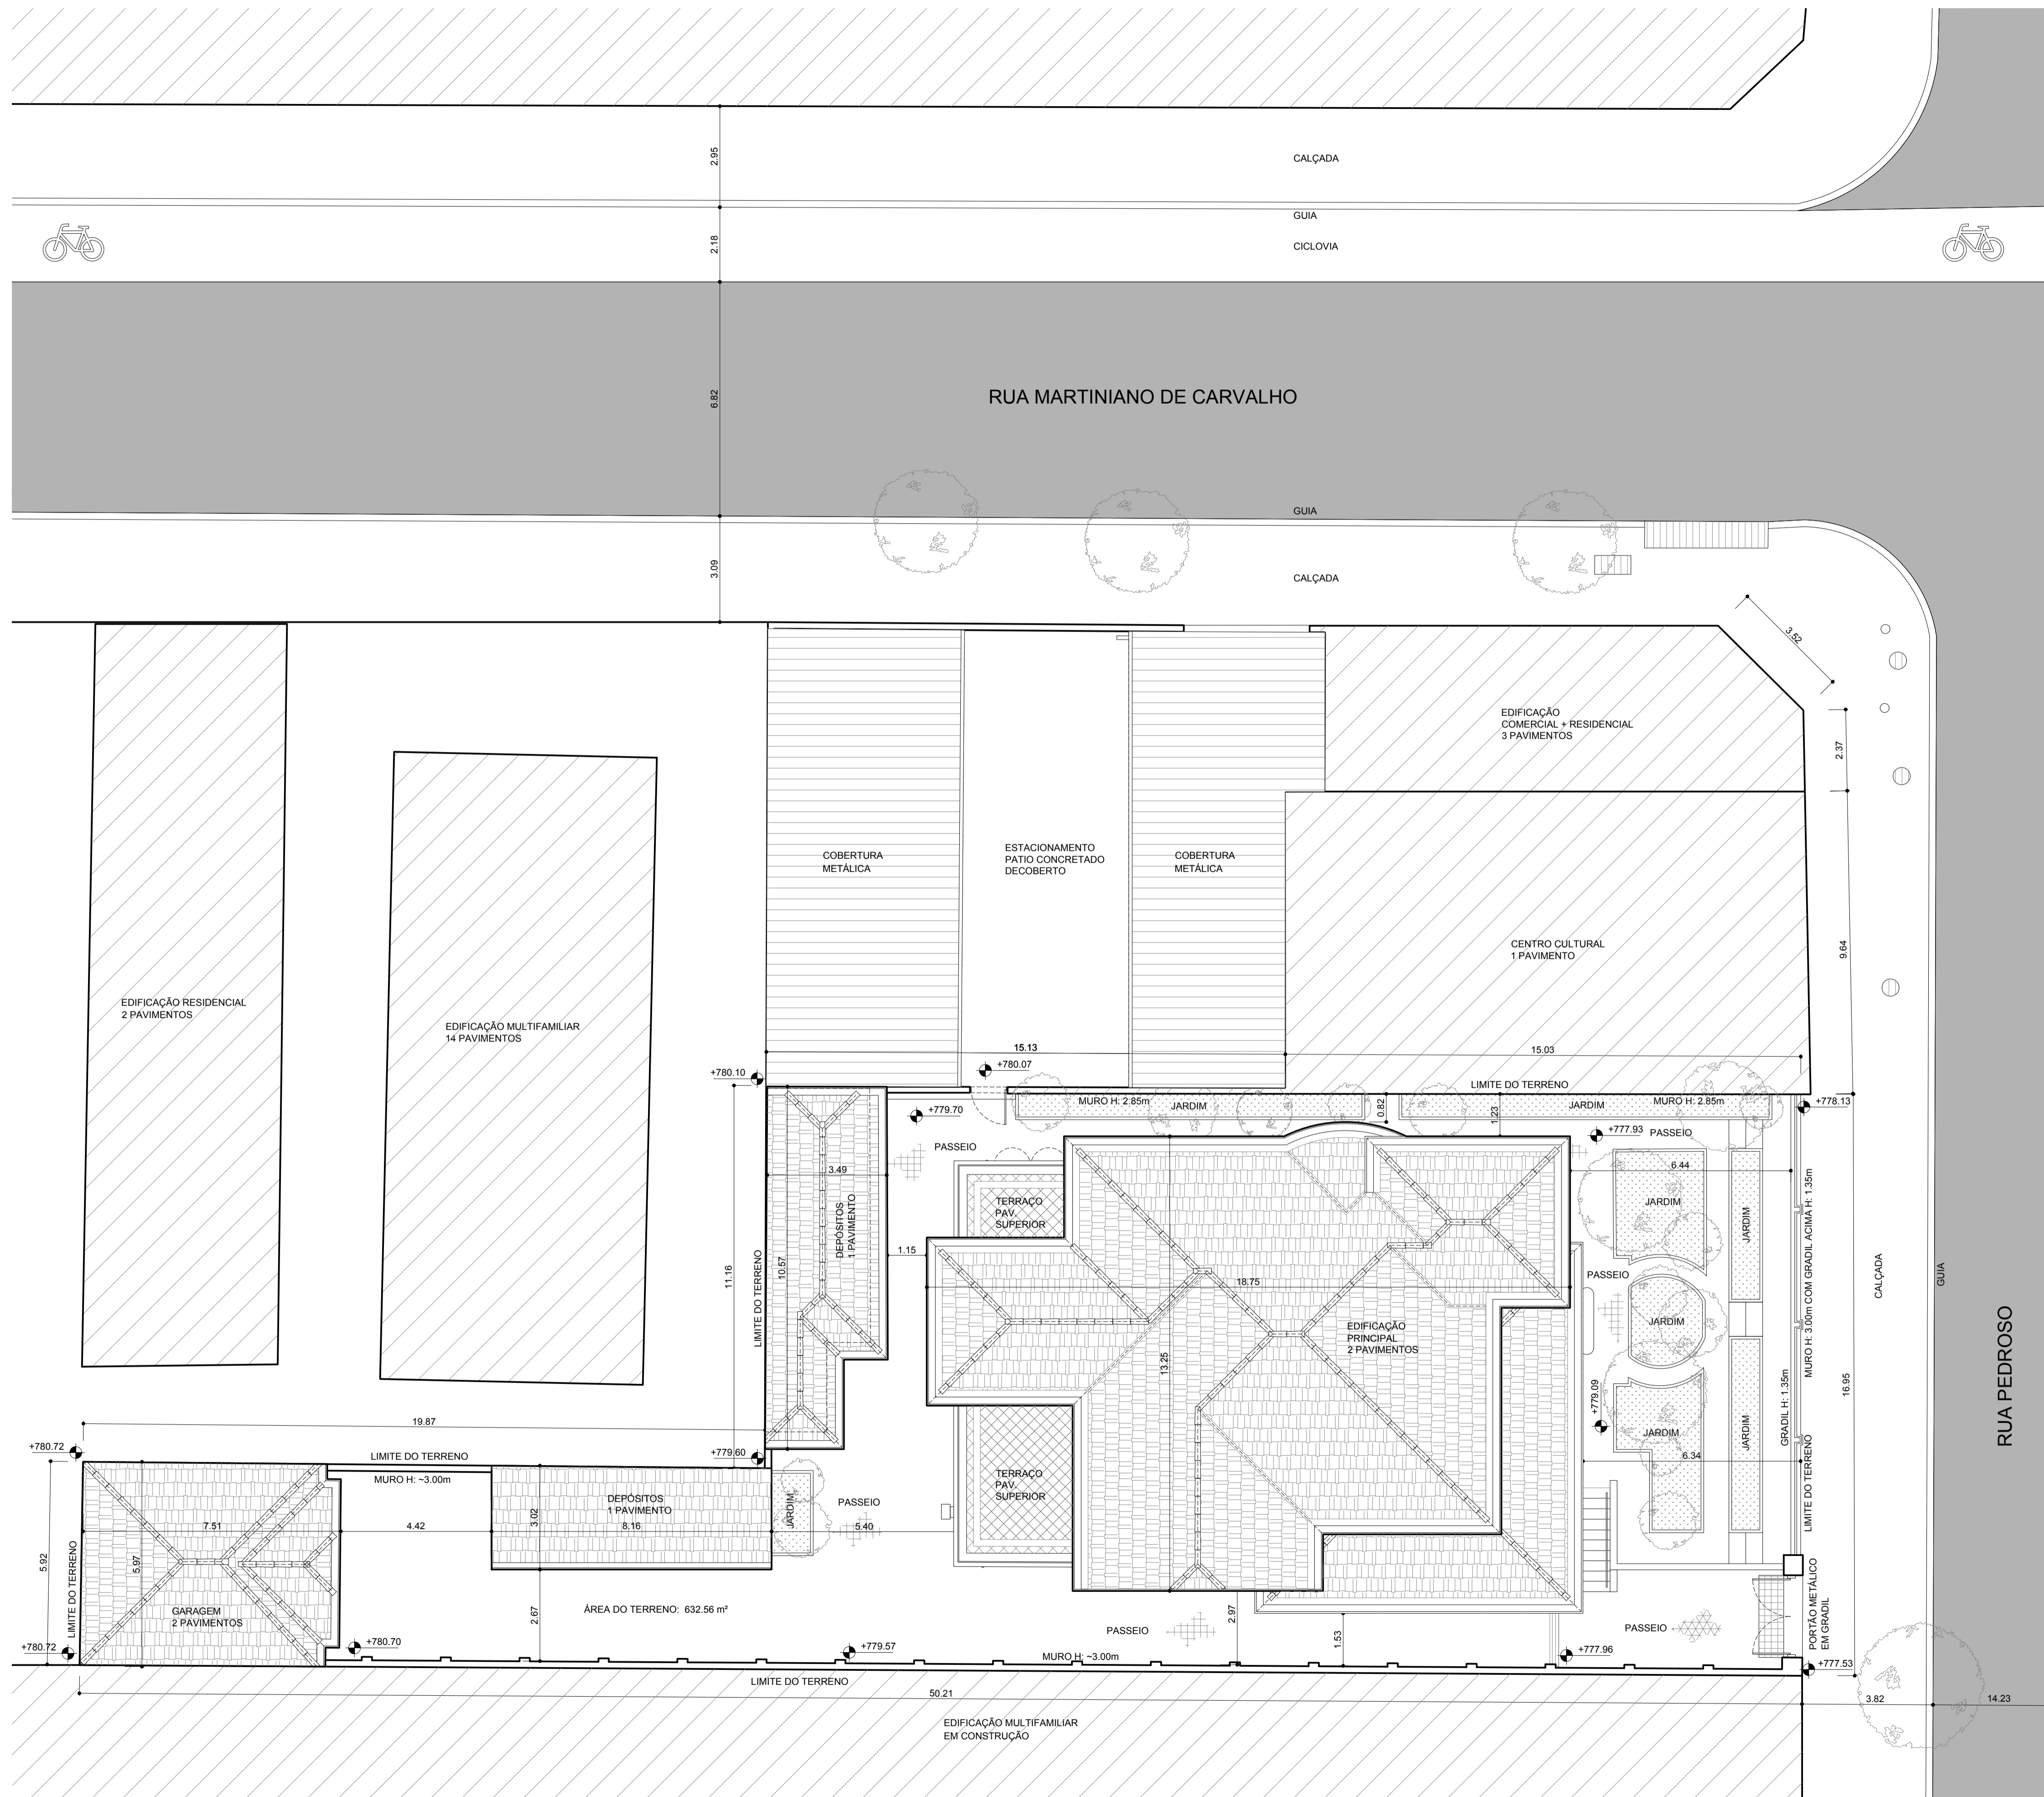 2.95
CALÇADA
GUIA
2.18
CICLOVIA
6.82
RUA MARTINIANO DE CARVALHO
GUIA
3.09
CALÇADA
3.52
EDIFICAÇÃO
COMERCIAL + RESIDENCIAL
3 PAVIMENTOS
2.37
COBERTURA
METÁLICA
ESTACIONAMENTO
PATIO CONCRETADO
DECOBERTO
COBERTURA
METÁLICA
CENTRO CULTURAL
1 PAVIMENTO
9.64
EDIFICAÇÃO RESIDENCIAL
2 PAVIMENTOS
EDIFICAÇÃO MULTIFAMILIAR
14 PAVIMENTOS
15.13
15.03
+780.10
+780.07
LIMITE DO TERRENO
+779.70
MURO H: 2.85m
JARDIM
0.82
1.23
JARDIM
MURO H: 2.85m
+778.13
PASSEIO
+777.93
PASSEIO
3.49
6.44
DEPÓSITOS
1 PAVIMENTO
TERRAÇO
PAV.
SUPERIOR
JARDIM
JARDIM
MURO H: 3.00m COM GRADIL ACIMA H: 1.35m
1.15
LIMITE DO TERRENO
11.16
10.57
18.75
PASSEIO
CALÇADA
GUIA
EDIFICAÇÃO
PRINCIPAL
2 PAVIMENTOS
13.25
JARDIM
RUA PEDROSO
16.95
+779.09
GRADIL H: 1.35m
19.87
JARDIM
JARDIM
+780.72
LIMITE DO TERRENO
+779.60
6.34
MURO H: ~3.00m
TERRAÇO
PAV.
SUPERIOR
LIMITE DO TERRENO
DEPÓSITOS
1 PAVIMENTO
3.02
8.16
JARDIM
PASSEIO
5.40
7.51
4.42
5.92
LIMITE DO TERRENO
5.97
GARAGEM
2 PAVIMENTOS
2.67
ÁREA DO TERRENO: 632.56 m²
2.97
1.53
PASSEIO
PASSEIO
PORTÃO METÁLICO
EM GRADIL
+780.72
+780.70
+779.57
MURO H: ~3.00m
+777.96
+777.53
LIMITE DO TERRENO
50.21
3.82
14.23
EDIFICAÇÃO MULTIFAMILIAR
EM CONSTRUÇÃO